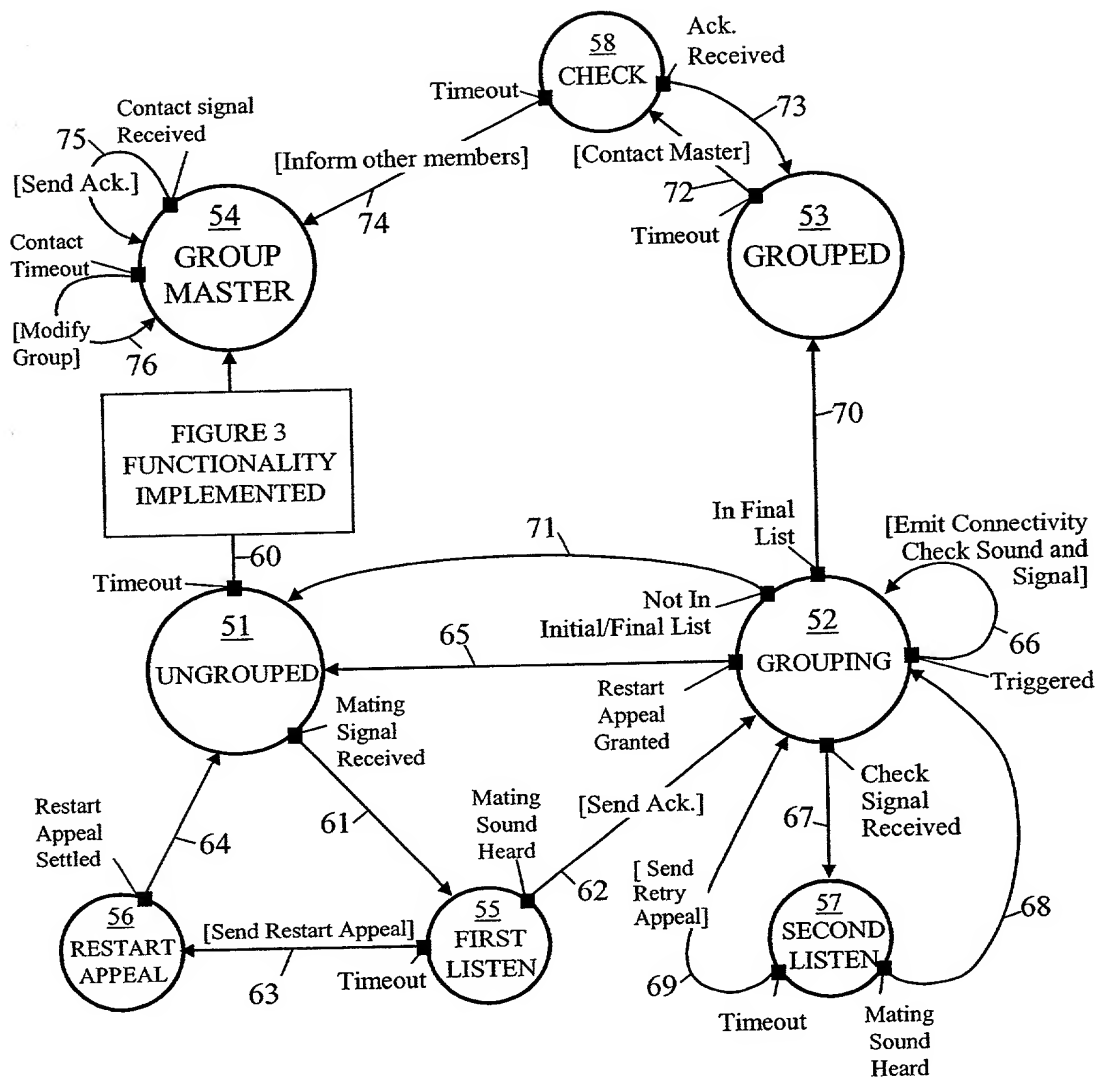 58
CHECK
Ack.
Received
Timeout
73
Contact signal
Received
75
[Send Ack.]
[Inform other members]
[Contact Master]
74
72
Timeout
54
GROUP
MASTER
53
GROUPED
Contact
Timeout
[Modify
Group]
76
70
FIGURE 3
FUNCTIONALITY
IMPLEMENTED
60
Timeout
71
In Final
List
[Emit Connectivity
Check Sound and
Signal]
Not In
Initial/Final List
51
UNGROUPED
65
52
GROUPING
66
Triggered
Restart
Appeal
Granted
Mating
Signal
Received
Check
Signal
Received
67
Restart
Appeal
Settled
64
61
Mating
Sound
Heard
[Send Ack.]
62
[ Send
Retry
Appeal]
68
56
RESTART
APPEAL
[Send Restart Appeal]
63
Timeout
55
FIRST
LISTEN
57
SECOND
LISTEN
69
Timeout
Mating
Sound
Heard